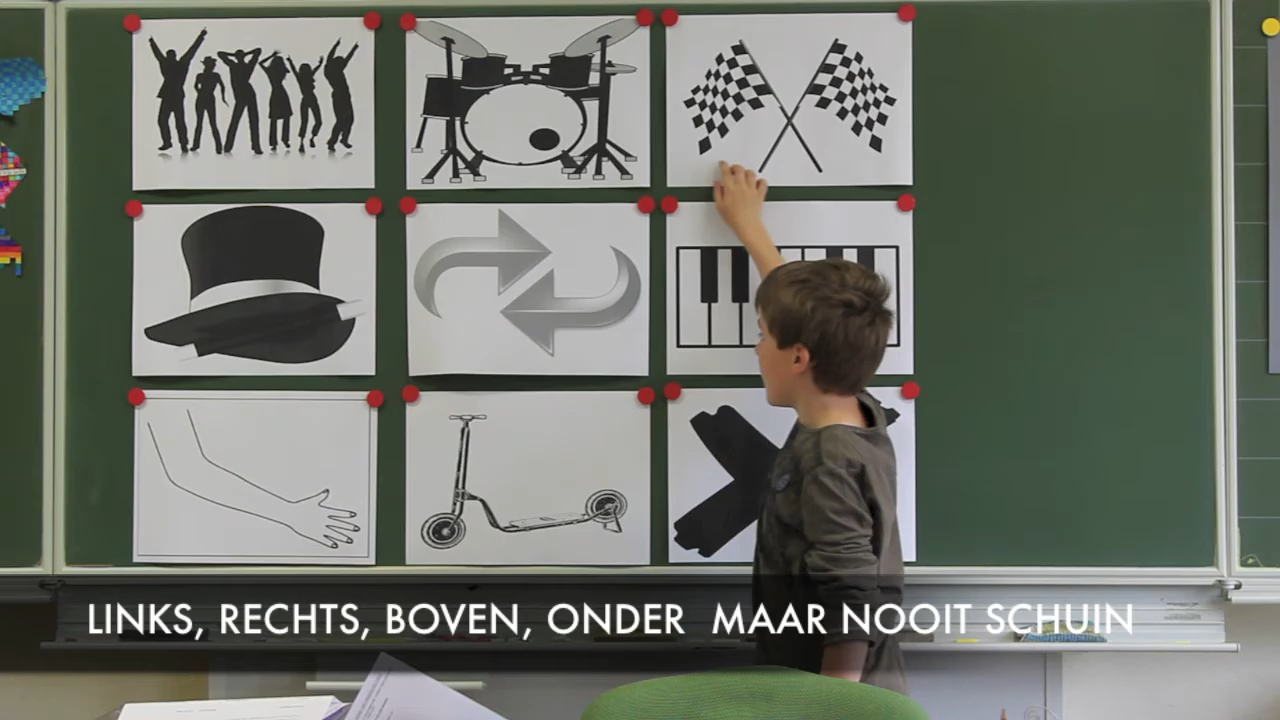 LINKS, RECHTS, BOVEN, ONDER  MAAR NOOIT SCHUIN